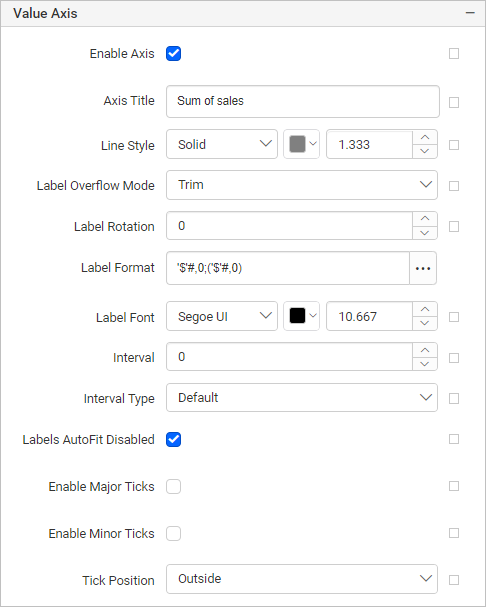 Value Axis
Enable Axis
Axis Title Sum of sales
Line Style Solid 1.333
Label Overflow Mode Trim
Label Rotation 0
Label Format '$'#,0;('$'#,0)
Label Font Segoe UI 10.667
Interval 0
Interval Type Default
Labels AutoFit Disabled
Enable Major Ticks
Enable Minor Ticks
Tick Position Outside